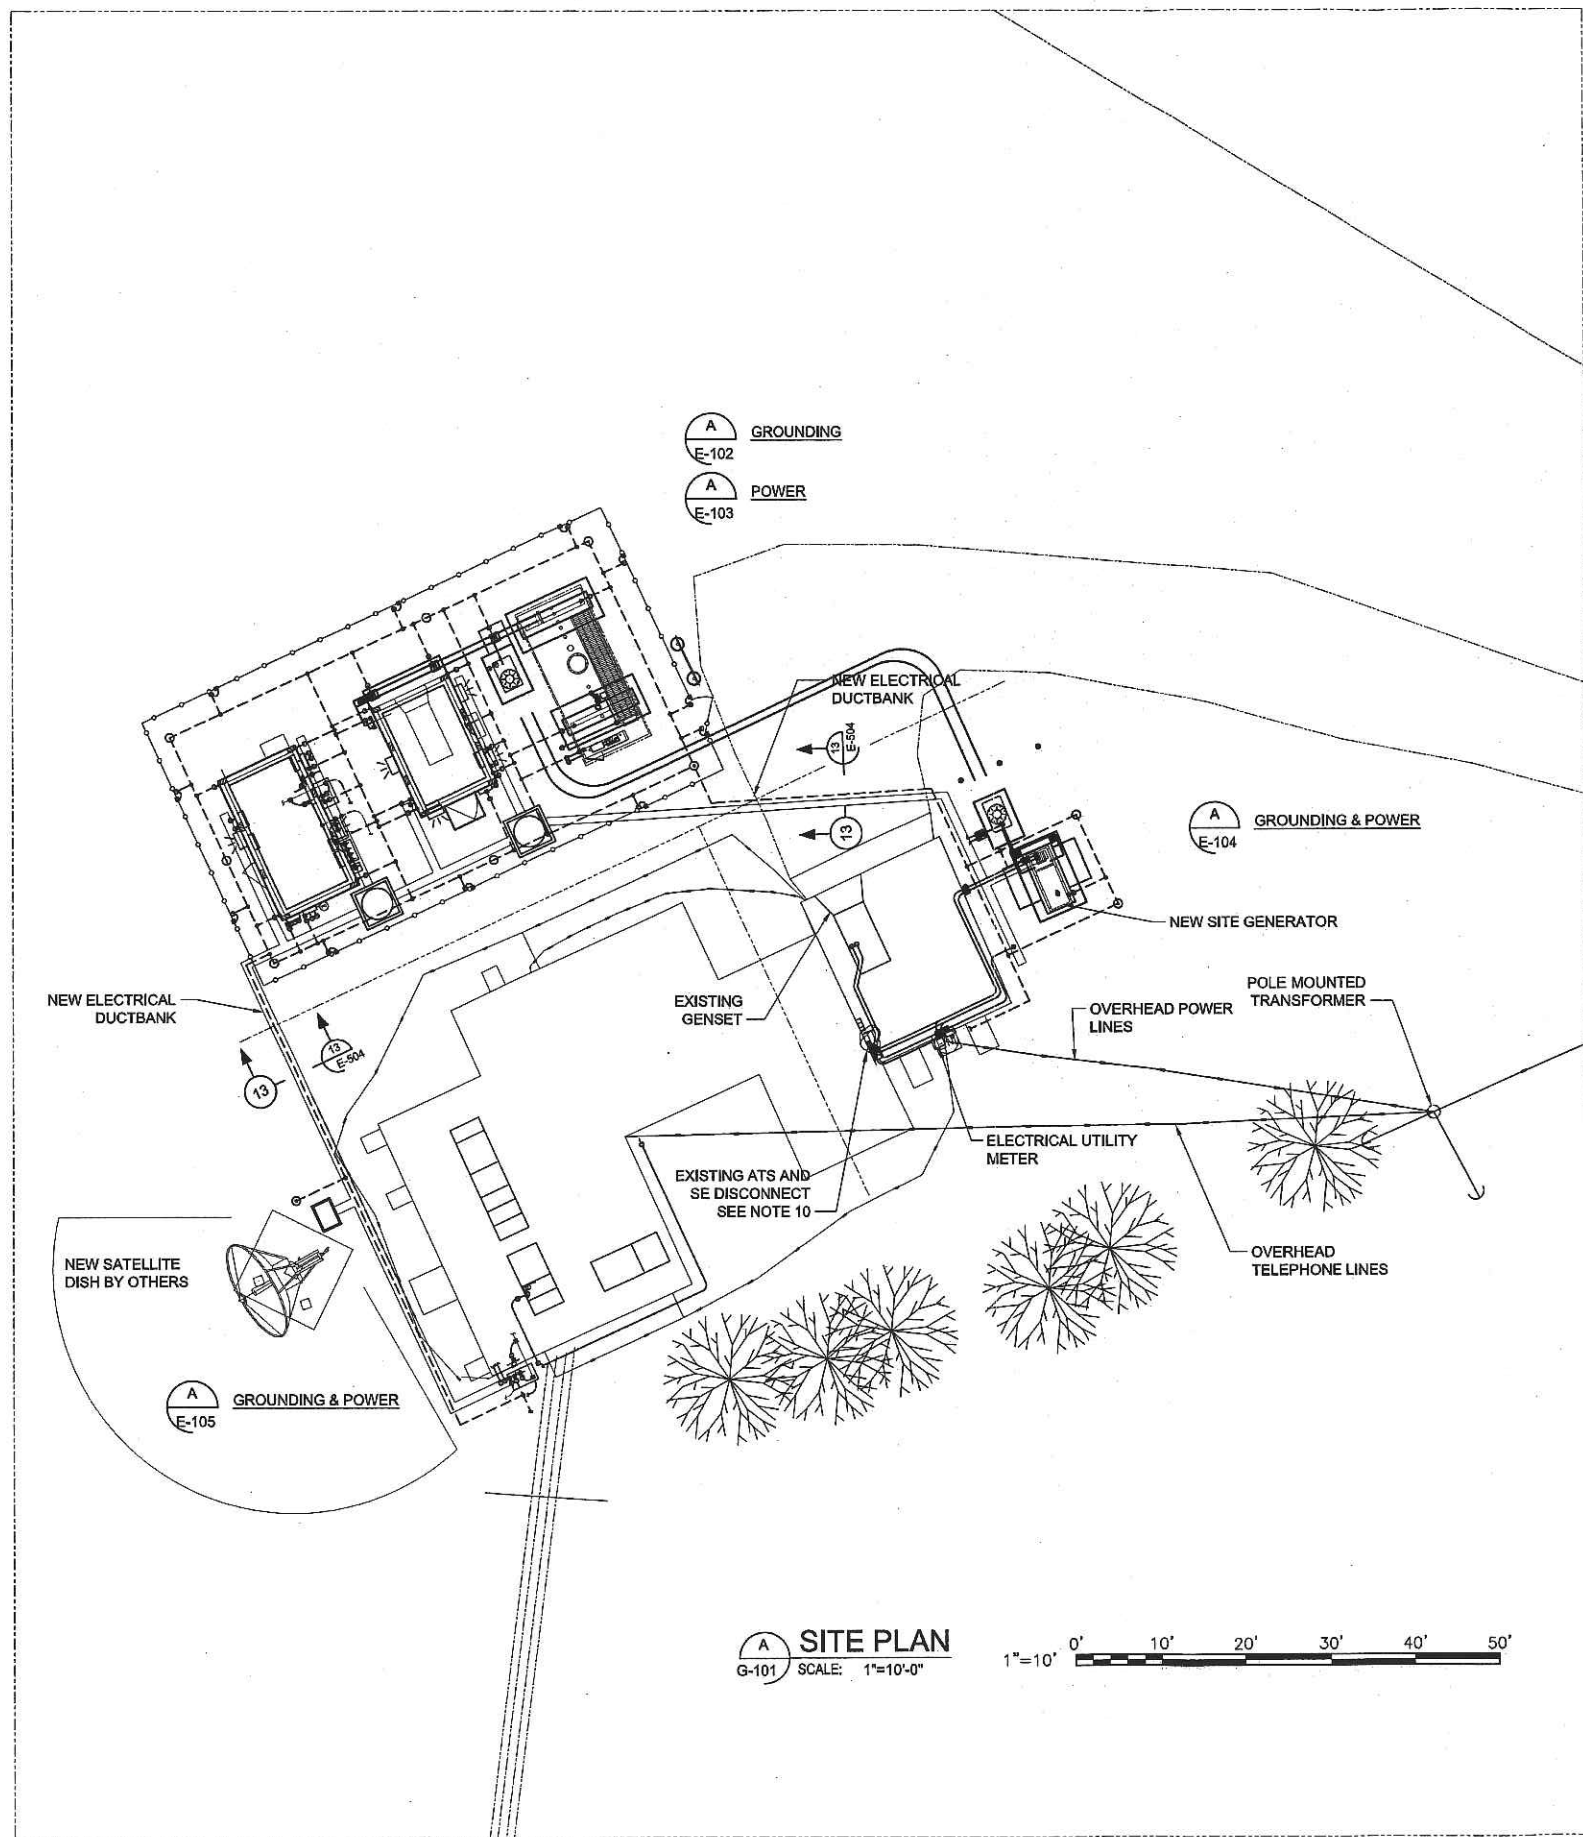 A
E-102
GROUNDING
A
E-103
POWER
NEW ELECTRICAL
DUCTBANK
13
E-504
13
A
E-104
GROUNDING & POWER
NEW SITE GENERATOR
NEW ELECTRICAL
DUCTBANK
EXISTING
GENSET
OVERHEAD POWER
LINES
POLE MOUNTED
TRANSFORMER
13
E-504
13
ELECTRICAL UTILITY
METER
EXISTING ATS AND
SE DISCONNECT
SEE NOTE 10
NEW SATELLITE
DISH BY OTHERS
OVERHEAD
TELEPHONE LINES
A
E-105
GROUNDING & POWER
A
G-101
SITE PLAN
SCALE: 1"=10'-0"
1"=10'
0' 10' 20' 30' 40' 50'